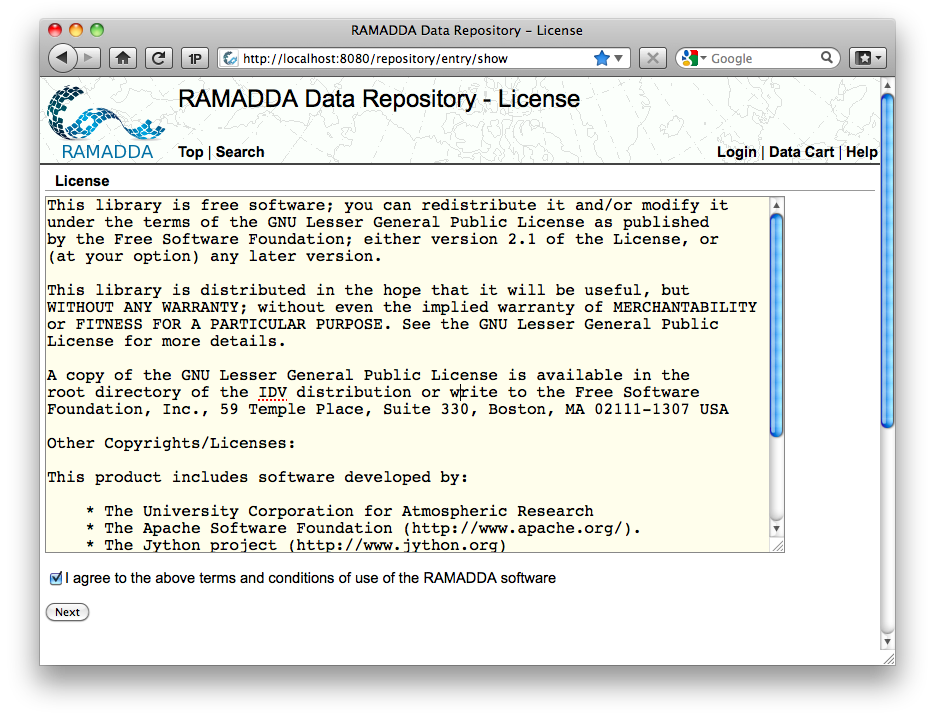 RAMADDA Data Repository – License
1P
http://localhost:8080/repository/entry/show
Google
RAMADDA Data Repository - License
RAMADDA
Top | Search
Login | Data Cart | Help
License
This library is free software; you can redistribute it and/or modify it
under the terms of the GNU Lesser General Public License as published
by the Free Software Foundation; either version 2.1 of the License, or
(at your option) any later version.
This library is distributed in the hope that it will be useful, but
WITHOUT ANY WARRANTY; without even the implied warranty of MERCHANTABILITY
or FITNESS FOR A PARTICULAR PURPOSE. See the GNU Lesser General Public
License for more details.
A copy of the GNU Lesser General Public License is available in the
root directory of the IDV distribution or write to the Free Software
Foundation, Inc., 59 Temple Place, Suite 330, Boston, MA 02111-1307 USA
Other Copyrights/Licenses:
This product includes software developed by:
* The University Corporation for Atmospheric Research
* The Apache Software Foundation (http://www.apache.org/).
* The Jython project (http://www.jython.org)
I agree to the above terms and conditions of use of the RAMADDA software
Next